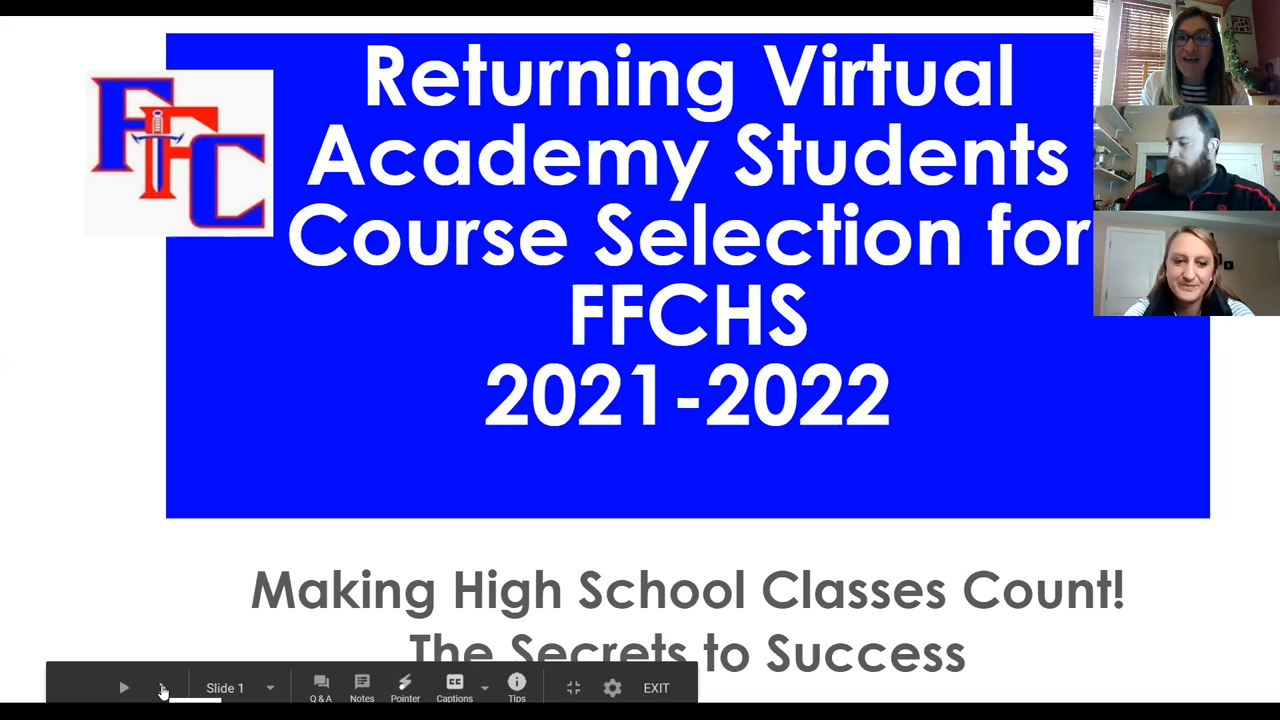 FFC
Returning Virtual
Academy Students
Course Selection for
FFCHS
2021-2022
Making High School Classes Count!
The Secrets to Success
Slide 1
Q & A
Notes
Pointer
Captions
Tips
EXIT